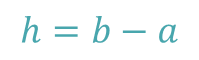 h = b − a